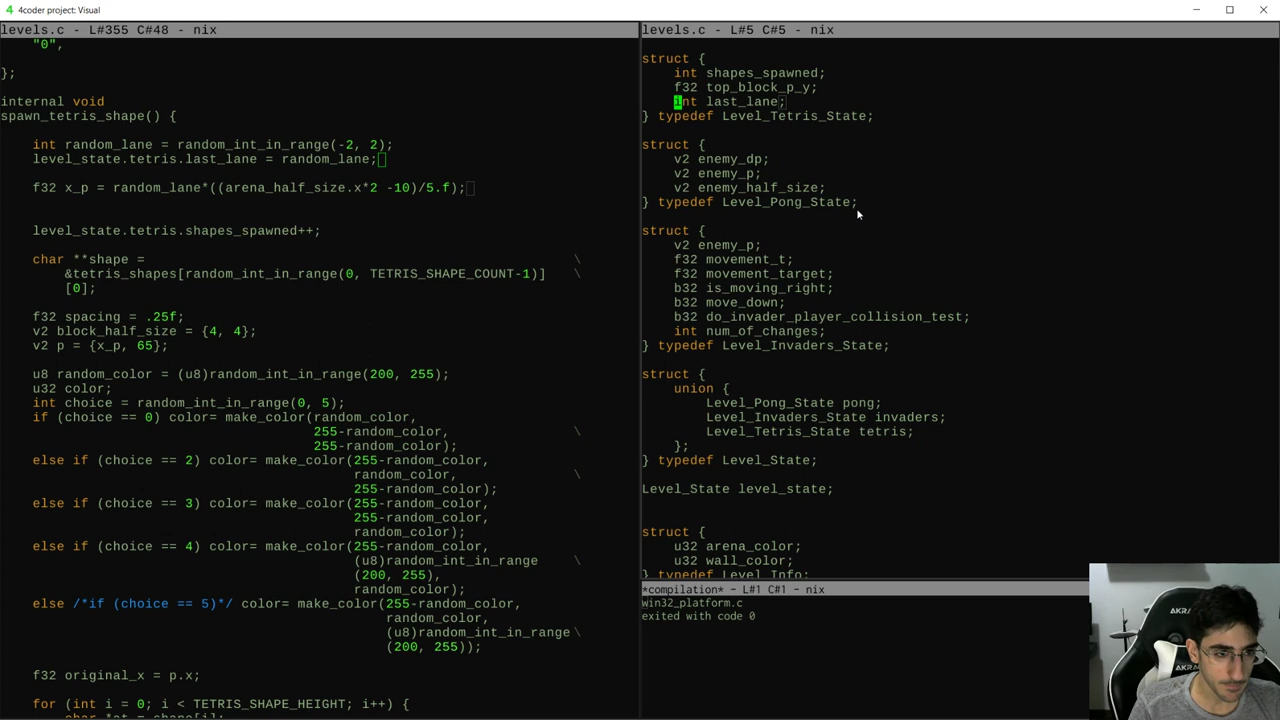 4coder project: Visual
levels.c - L#355 C#48 - nix
"0",
};
internal void
spawn_tetris_shape() {
int random_lane = random_int_in_range(-2, 2);
level_state.tetris.last_lane = random_lane;
f32 x_p = random_lane*((arena_half_size.x*2 -10)/5.f);
level_state.tetris.shapes_spawned++;
char **shape = \
&tetris_shapes[random_int_in_range(0, TETRIS_SHAPE_COUNT-1)] \
[0];
f32 spacing = .25f;
v2 block_half_size = {4, 4};
v2 p = {x_p, 65};
u8 random_color = (u8)random_int_in_range(200, 255);
u32 color;
int choice = random_int_in_range(0, 5);
if (choice == 0) color= make_color(random_color,
255-random_color, \
255-random_color);
else if (choice == 2) color= make_color(255-random_color,
random_color, \
255-random_color);
else if (choice == 3) color= make_color(255-random_color,
255-random_color,
random_color);
else if (choice == 4) color= make_color(255-random_color,
(u8)random_int_in_range \
(200, 255),
random_color);
else /*if (choice == 5)*/ color= make_color(255-random_color,
random_color,
(u8)random_int_in_range \
(200, 255));
f32 original_x = p.x;
for (int i = 0; i < TETRIS_SHAPE_HEIGHT; i++) {
char *at = shape[i];
levels.c - L#5 C#5 - nix
struct {
int shapes_spawned;
f32 top_block_p_y;
int last_lane;
} typedef Level_Tetris_State;
struct {
v2 enemy_dp;
v2 enemy_p;
v2 enemy_half_size;
} typedef Level_Pong_State;
struct {
v2 enemy_p;
f32 movement_t;
f32 movement_target;
b32 is_moving_right;
b32 move_down;
b32 do_invader_player_collision_test;
int num_of_changes;
} typedef Level_Invaders_State;
struct {
union {
Level_Pong_State pong;
Level_Invaders_State invaders;
Level_Tetris_State tetris;
};
} typedef Level_State;
Level_State level_state;
struct {
u32 arena_color;
u32 wall_color;
} typedef Level_Info;
*compilation* - L#1 C#1 - nix
win32_platform.c
exited with code 0